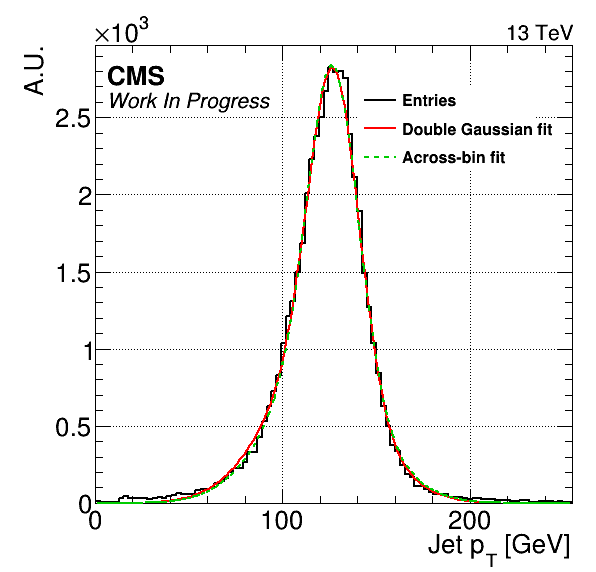 ×10³
13 TeV
A.U.
CMS
Work In Progress
Entries
Double Gaussian fit
Across-bin fit
2.5
2
1.5
1
0.5
0
0 100 200
Jet p_T [GeV]